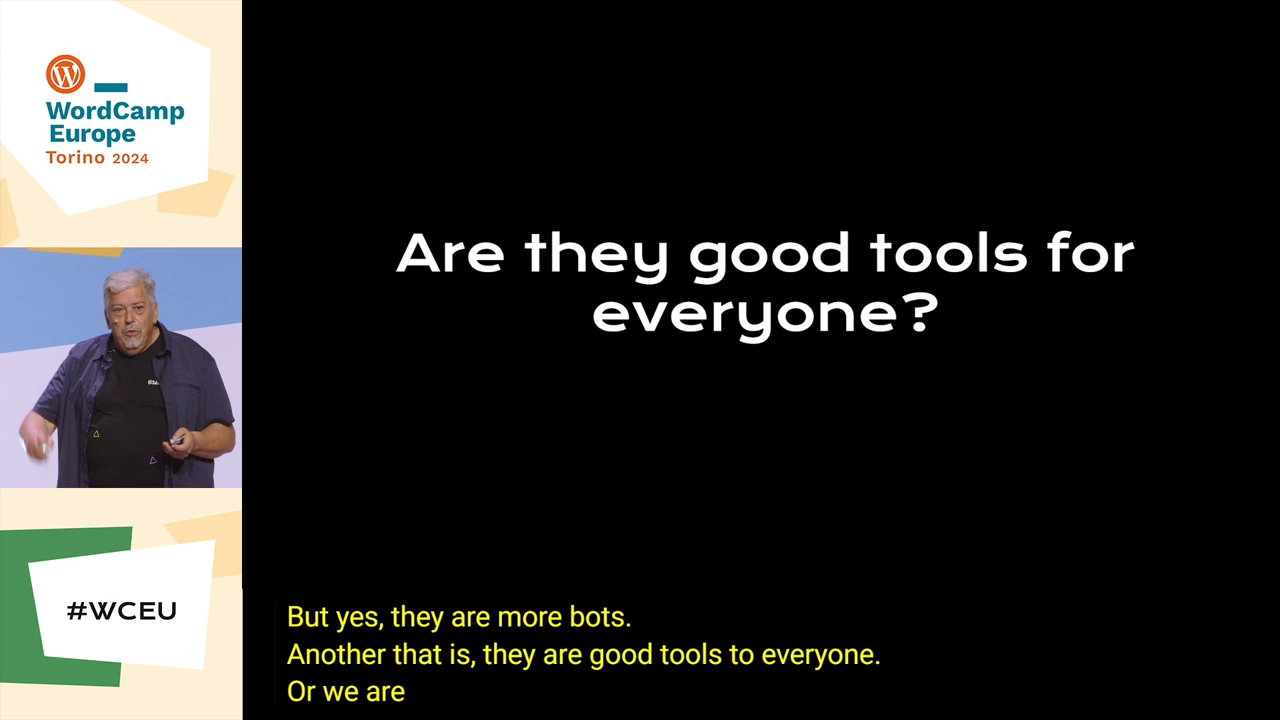 WordCamp
Europe
Torino 2024
Are they good tools for
everyone?
#WCEU
But yes, they are more bots.
Another that is, they are good tools to everyone.
Or we are